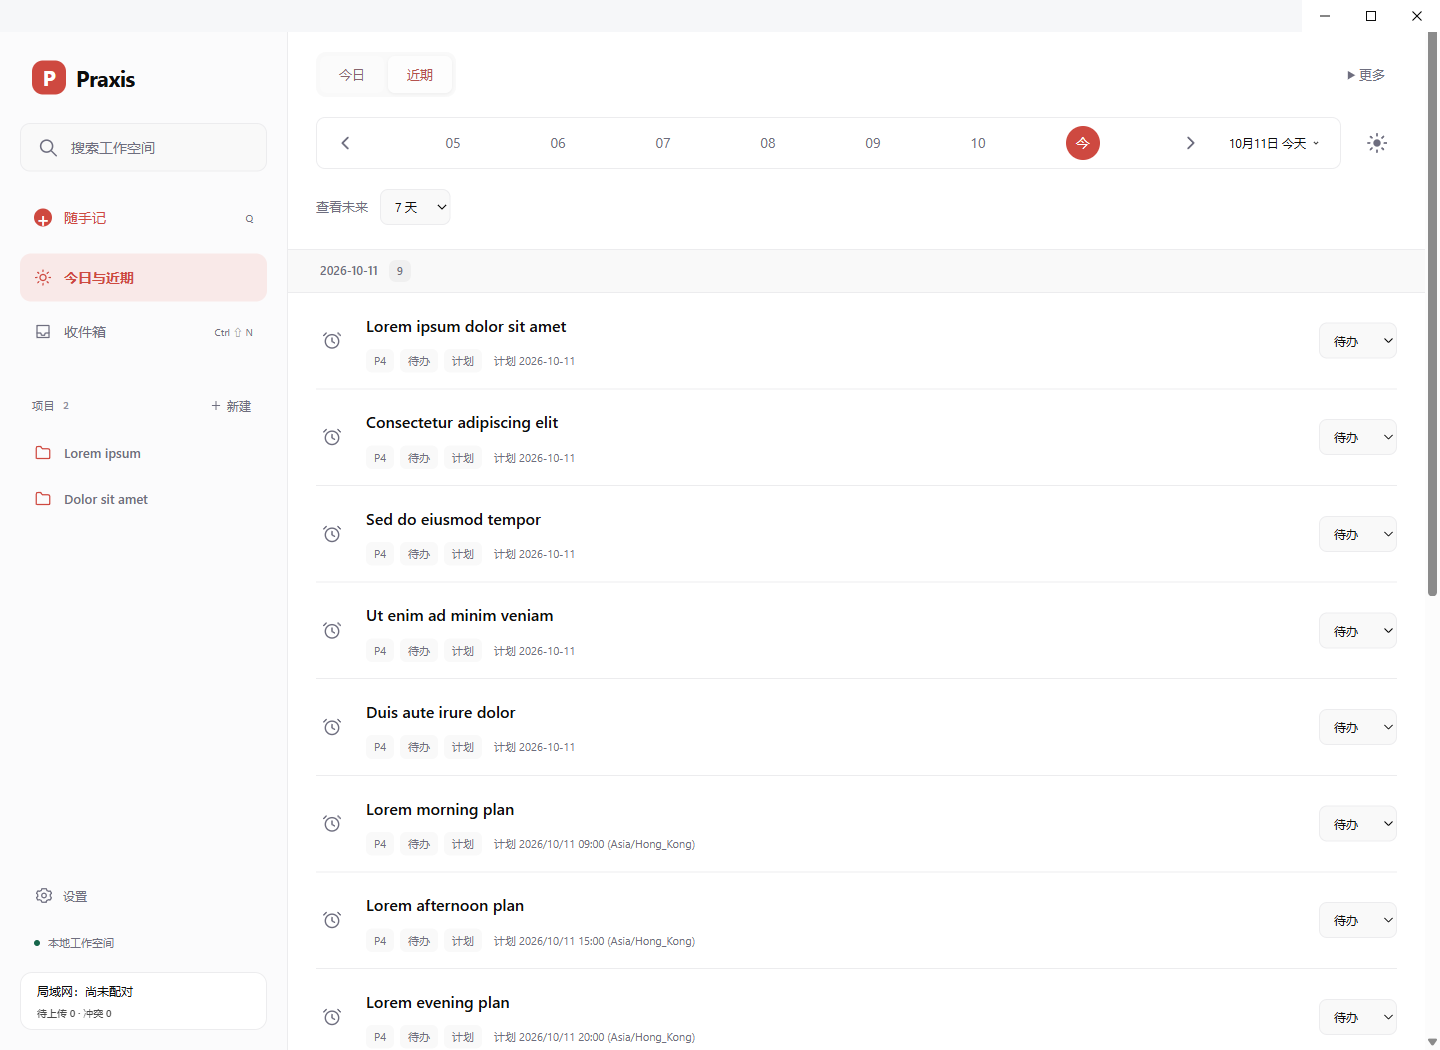 P Praxis
搜索工作空间
随手记 Q
今日与近期
收件箱 Ctrl ⇧ N
项目 2 + 新建
Lorem ipsum
Dolor sit amet
设置
本地工作空间
局域网：尚未配对
待上传 0 · 冲突 0
今日 近期 更多
05 06 07 08 09 10 今 10月11日 今天
查看未来 7 天
2026-10-11 9
Lorem ipsum dolor sit amet
P4 待办 计划 计划 2026-10-11
待办
Consectetur adipiscing elit
P4 待办 计划 计划 2026-10-11
待办
Sed do eiusmod tempor
P4 待办 计划 计划 2026-10-11
待办
Ut enim ad minim veniam
P4 待办 计划 计划 2026-10-11
待办
Duis aute irure dolor
P4 待办 计划 计划 2026-10-11
待办
Lorem morning plan
P4 待办 计划 计划 2026/10/11 09:00 (Asia/Hong_Kong)
待办
Lorem afternoon plan
P4 待办 计划 计划 2026/10/11 15:00 (Asia/Hong_Kong)
待办
Lorem evening plan
P4 待办 计划 计划 2026/10/11 20:00 (Asia/Hong_Kong)
待办